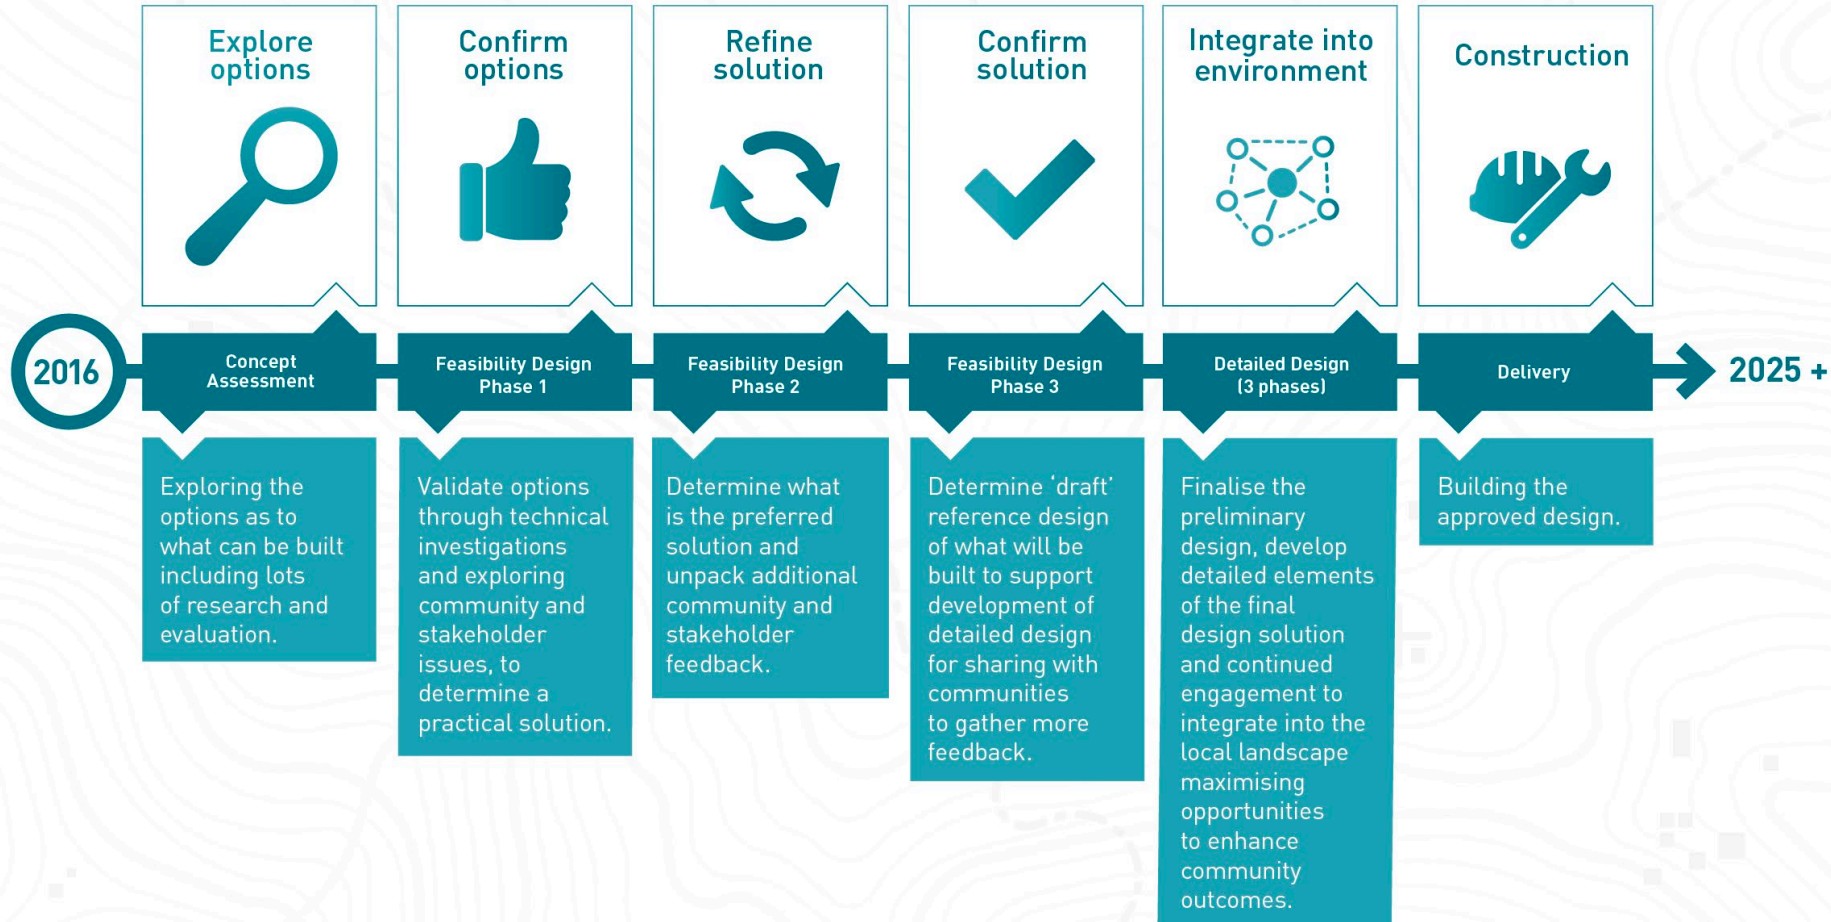 Explore
options
Confirm
options
Refine
solution
Confirm
solution
Integrate into
environment
Construction
2016
Concept
Assessment
Feasibility Design
Phase 1
Feasibility Design
Phase 2
Feasibility Design
Phase 3
Detailed Design
(3 phases)
Delivery
2025 +
Exploring the
options as to
what can be built
including lots
of research and
evaluation.
Validate options
through technical
investigations
and exploring
community and
stakeholder
issues, to
determine a
practical solution.
Determine what
is the preferred
solution and
unpack additional
community and
stakeholder
feedback.
Determine ‘draft’
reference design
of what will be
built to support
development of
detailed design
for sharing with
communities
to gather more
feedback.
Finalise the
preliminary
design, develop
detailed elements
of the final
design solution
and continued
engagement to
integrate into the
local landscape
maximising
opportunities
to enhance
community
outcomes.
Building the
approved design.